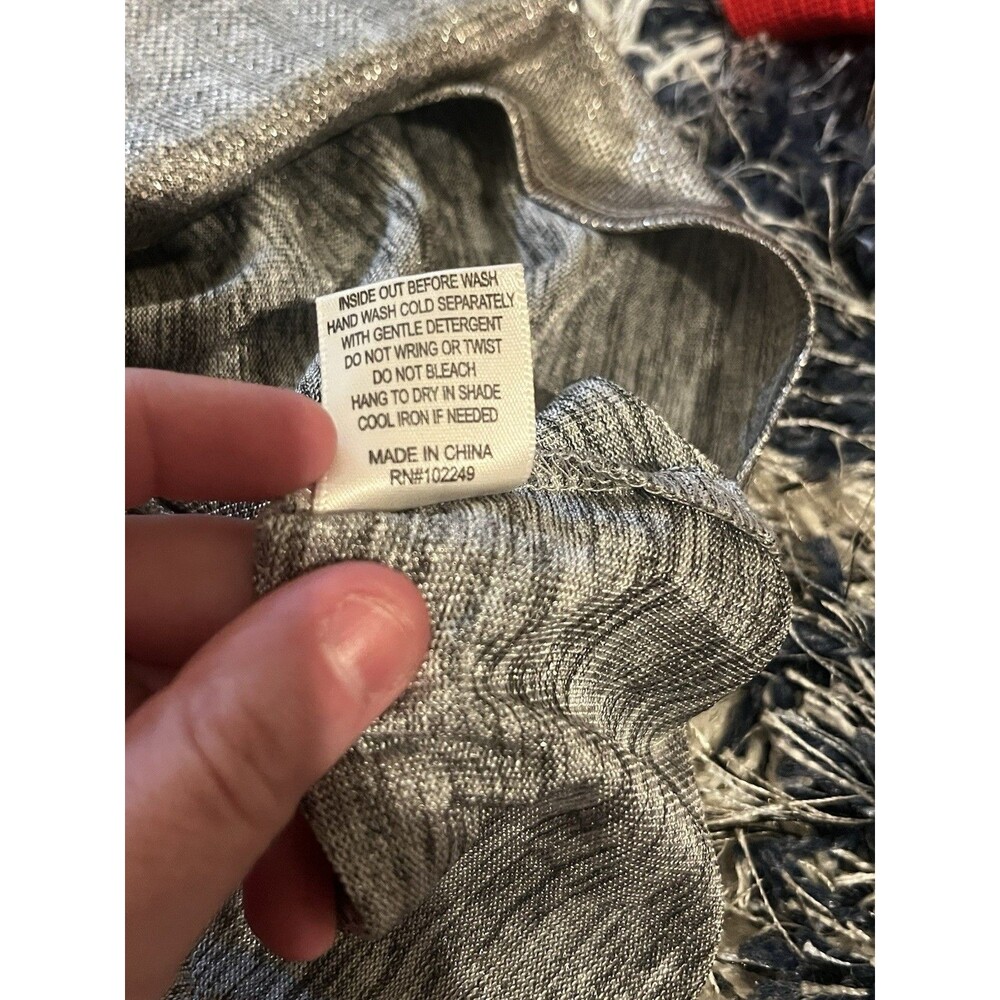 INSIDE OUT BEFORE WASH
HAND WASH COLD SEPARATELY
WITH GENTLE DETERGENT
DO NOT WRING OR TWIST
DO NOT BLEACH
HANG TO DRY IN SHADE
COOL IRON IF NEEDED
MADE IN CHINA
RN#102249